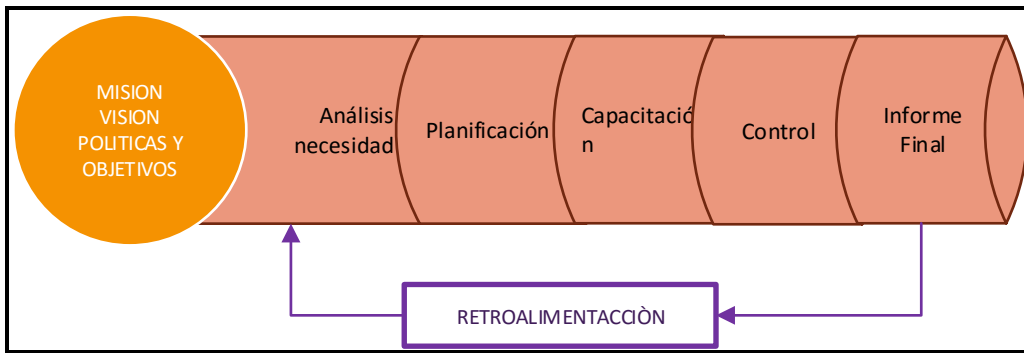 MISION
VISION
POLITICAS Y
OBJETIVOS
Análisis
necesidad
Planificación
Capacitació
n
Control
Informe
Final
RETROALIMENTACCIÒN